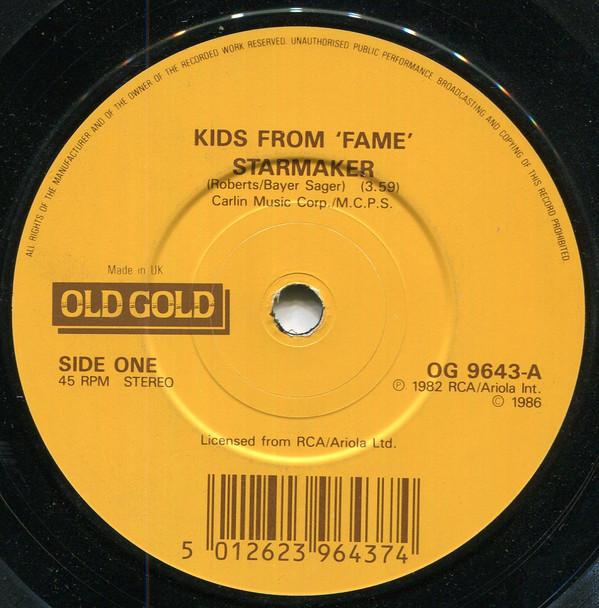 ALL RIGHTS OF THE MANUFACTURER AND OF THE OWNER OF THE RECORDED WORK RESERVED. UNAUTHORISED PUBLIC PERFORMANCE BROADCASTING AND COPYING OF THIS RECORD PROHIBITED.
KIDS FROM ‘FAME’
STARMAKER
(Roberts/Bayer Sager) (3.59)
Carlin Music Corp./M.C.P.S.
Made in UK
OLD GOLD
SIDE ONE
45 RPM STEREO
OG 9643-A
℗ 1982 RCA/Ariola Int.
© 1986
Licensed from RCA/Ariola Ltd.
5 012623 964374